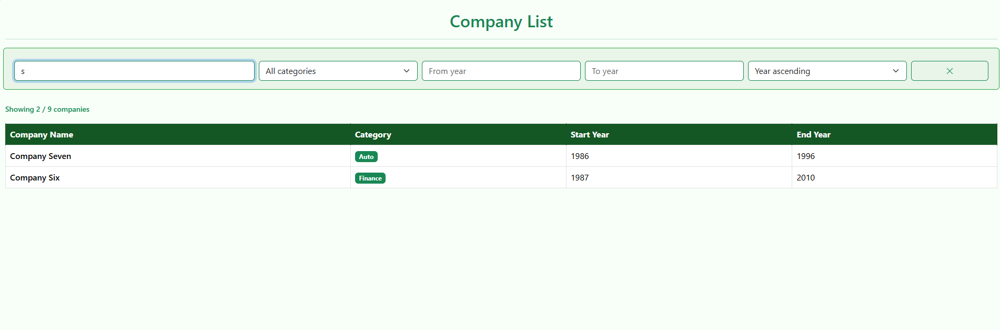 Company List
s All categories From year To year Year ascending
Showing 2 / 9 companies
Company Name Category Start Year End Year
Company Seven Auto 1986 1996
Company Six Finance 1987 2010